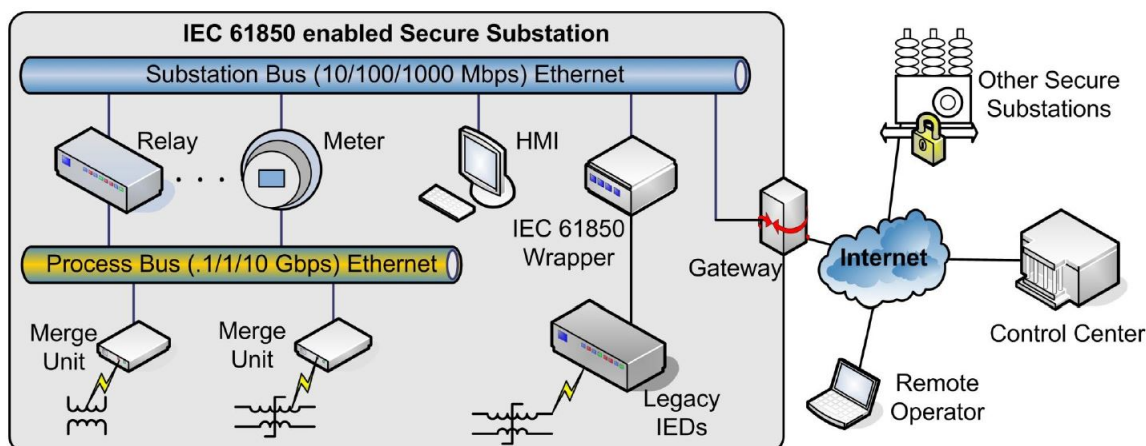 IEC 61850 enabled Secure Substation
Substation Bus (10/100/1000 Mbps) Ethernet
Relay
Meter
HMI
IEC 61850
Wrapper
Process Bus (.1/1/10 Gbps) Ethernet
Merge
Unit
Merge
Unit
Legacy
IEDs
Gateway
Other Secure
Substations
Internet
Control Center
Remote
Operator